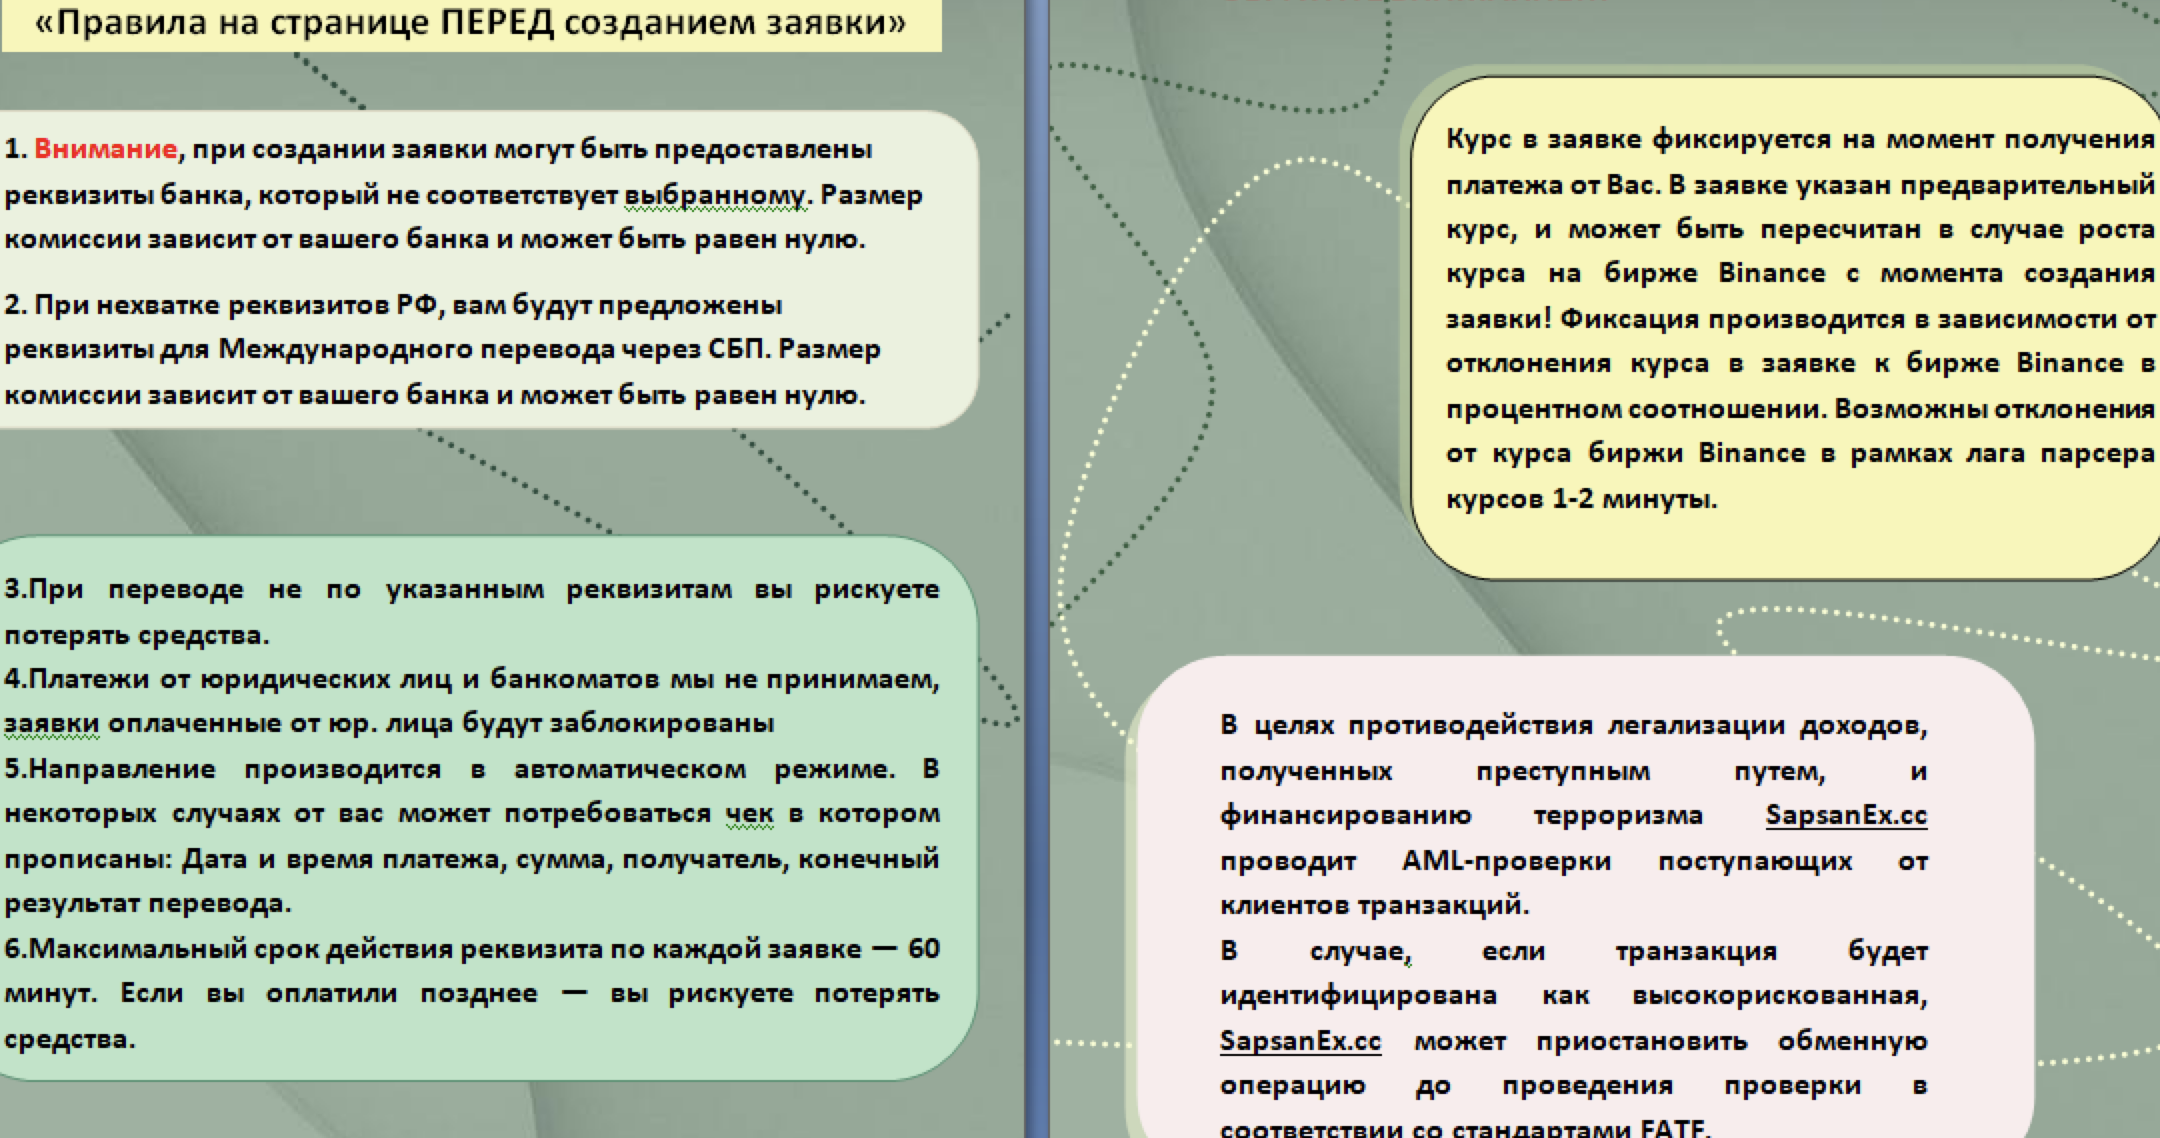 «Правила на странице ПЕРЕД созданием заявки»
1. Внимание, при создании заявки могут быть предоставлены
реквизиты банка, который не соответствует выбранному. Размер
комиссии зависит от вашего банка и может быть равен нулю.
2. При нехватке реквизитов РФ, вам будут предложены
реквизиты для Международного перевода через СБП. Размер
комиссии зависит от вашего банка и может быть равен нулю.
3.При переводе не по указанным реквизитам вы рискуете
потерять средства.
4.Платежи от юридических лиц и банкоматов мы не принимаем,
заявки оплаченные от юр. лица будут заблокированы
5.Направление производится в автоматическом режиме. В
некоторых случаях от вас может потребоваться чек в котором
прописаны: Дата и время платежа, сумма, получатель, конечный
результат перевода.
6.Максимальный срок действия реквизита по каждой заявке — 60
минут. Если вы оплатили позднее — вы рискуете потерять
средства.
Курс в заявке фиксируется на момент получения
платежа от Вас. В заявке указан предварительный
курс, и может быть пересчитан в случае роста
курса на бирже Binance с момента создания
заявки! Фиксация производится в зависимости от
отклонения курса в заявке к бирже Binance в
процентном соотношении. Возможны отклонения
от курса биржи Binance в рамках лага парсера
курсов 1-2 минуты.
В целях противодействия легализации доходов,
полученных преступным путем, и
финансированию терроризма SapsanEx.cc
проводит AML-проверки поступающих от
клиентов транзакций.
В случае, если транзакция будет
идентифицирована как высокорискованная,
SapsanEx.cc может приостановить обменную
операцию до проведения проверки в
соответствии со стандартами FATF.